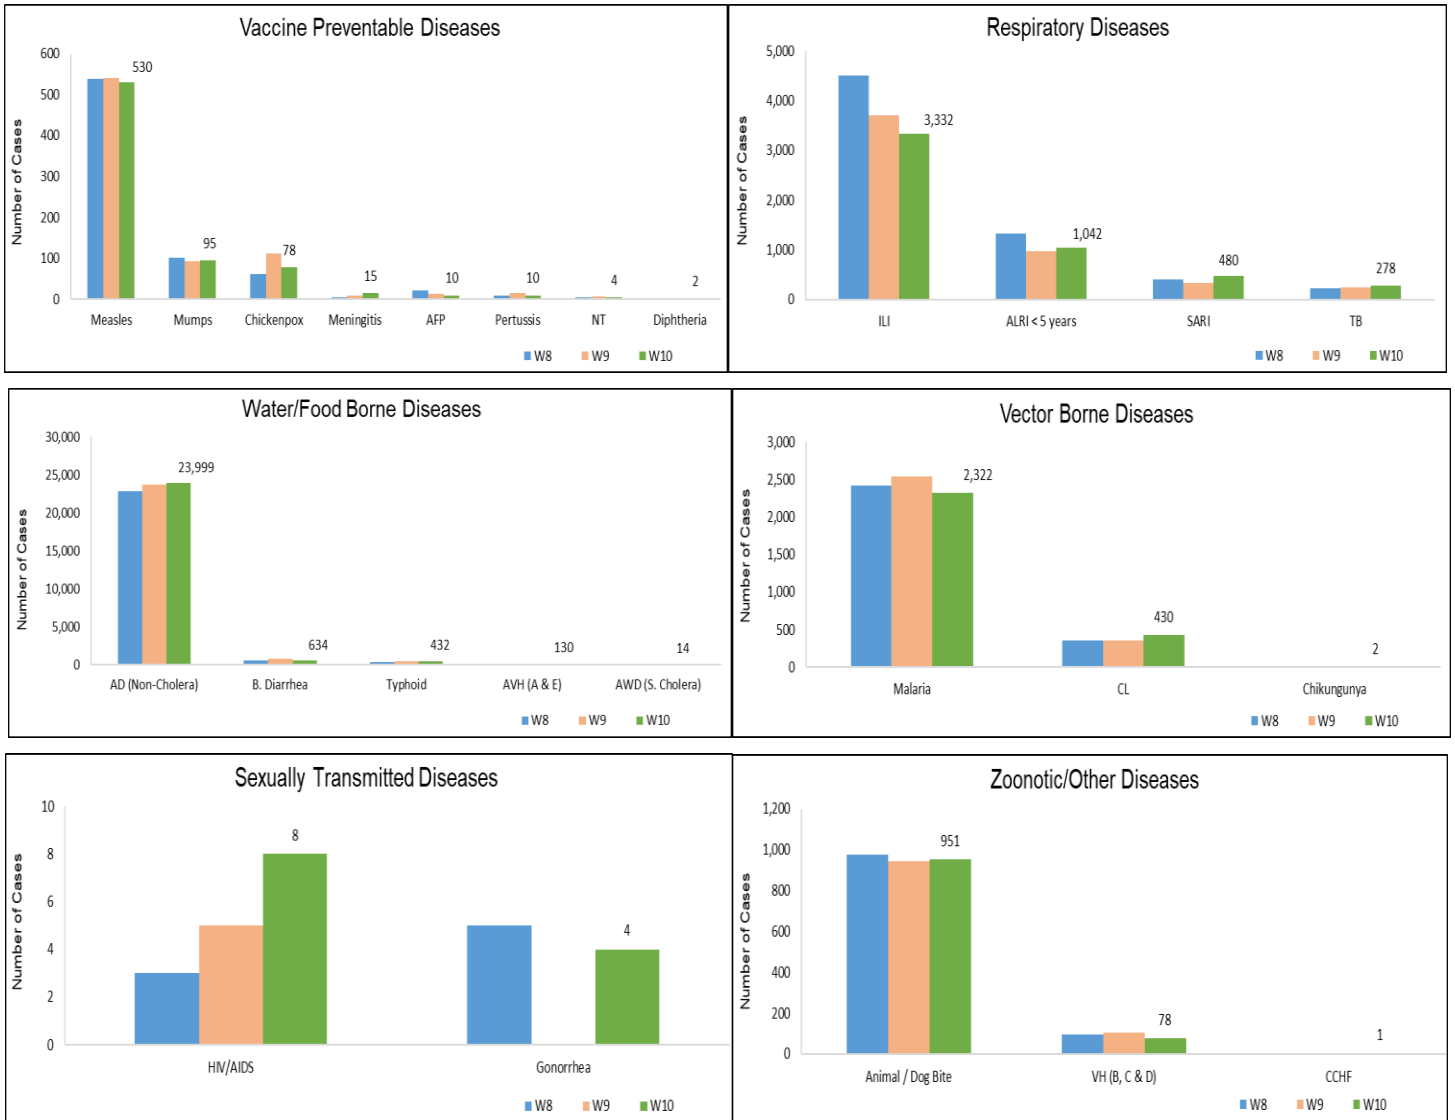 Vaccine Preventable Diseases
Number of Cases
600
500
400
300
200
100
0
530
95
78
15
10
10
4
2
Measles Mumps Chickenpox Meningitis AFP Pertussis NT Diphtheria
W8 W9 W10
Respiratory Diseases
Number of Cases
5,000
4,000
3,000
2,000
1,000
0
3,332
1,042
480
278
ILI ALRI < 5 years SARI TB
W8 W9 W10
Water/Food Borne Diseases
Number of Cases
30,000
25,000
20,000
15,000
10,000
5,000
0
23,999
634
432
130
14
AD (Non-Cholera) B. Diarrhea Typhoid AVH (A & E) AWD (S. Cholera)
W8 W9 W10
Vector Borne Diseases
Number of Cases
3,000
2,500
2,000
1,500
1,000
500
0
2,322
430
2
Malaria CL Chikungunya
W8 W9 W10
Sexually Transmitted Diseases
Number of Cases
10
8
6
4
2
0
8
4
HIV/AIDS Gonorrhea
W8 W9 W10
Zoonotic/Other Diseases
Number of Cases
1,200
1,000
800
600
400
200
0
951
78
1
Animal / Dog Bite VH (B, C & D) CCHF
W8 W9 W10